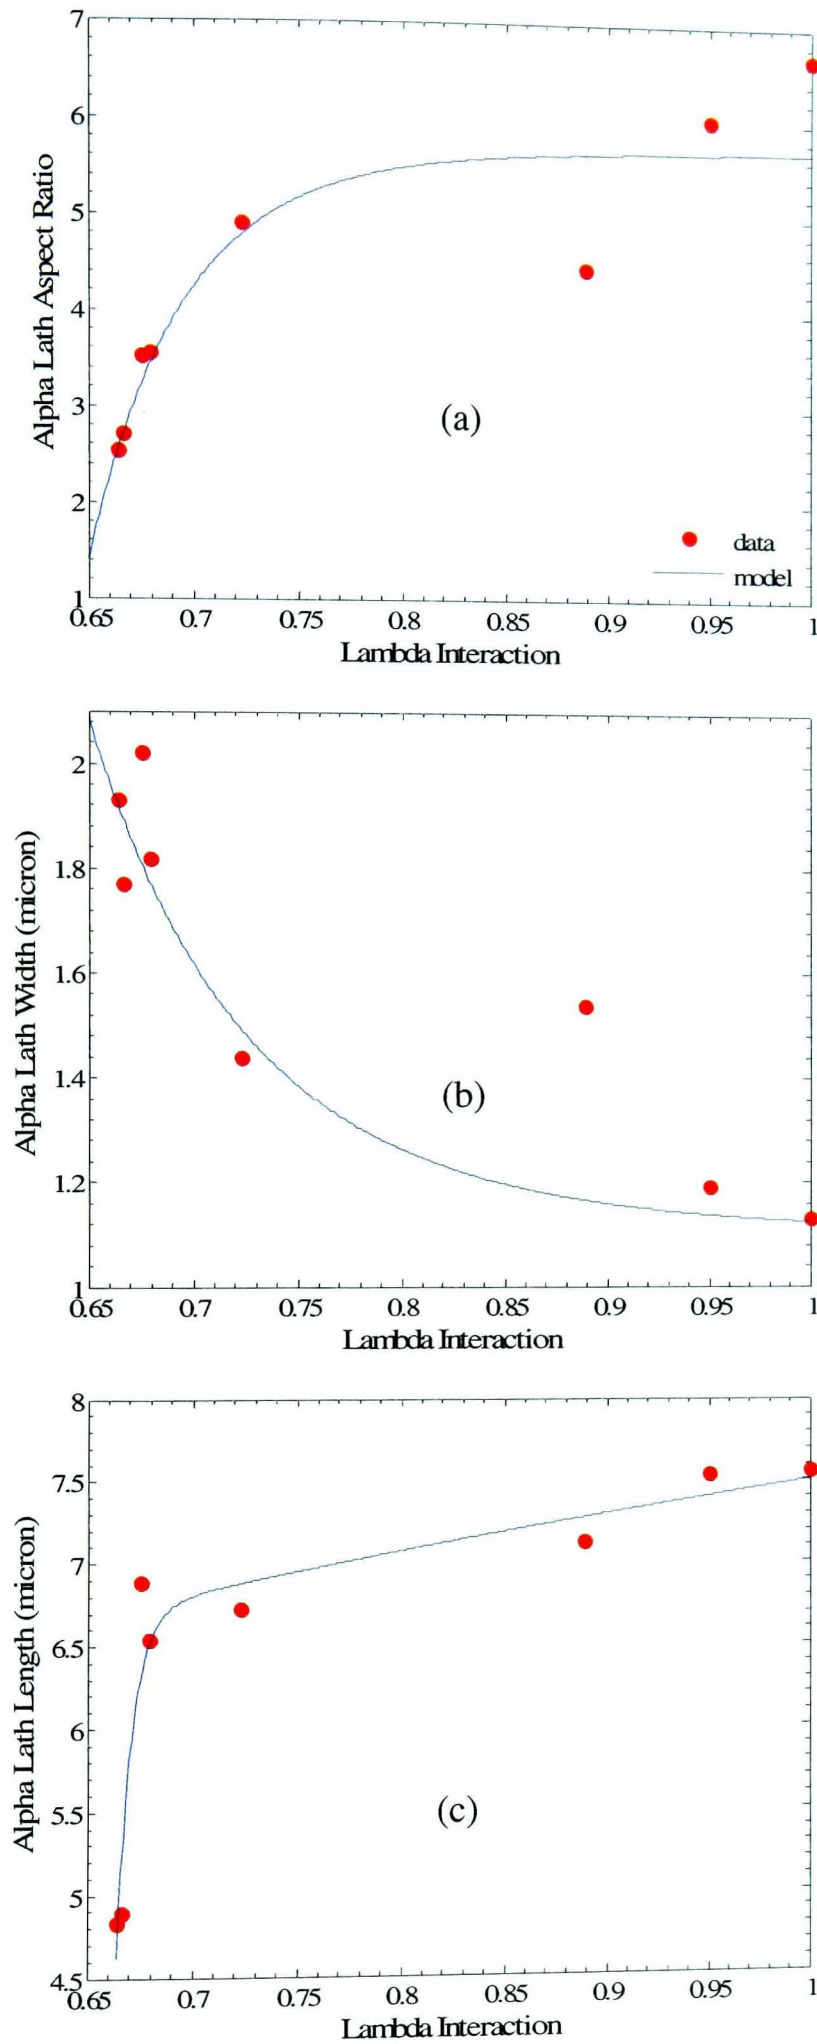 7
6
5
4
3
2
1
Alpha Lath Aspect Ratio
(a)
data
model
0.65 0.7 0.75 0.8 0.85 0.9 0.95 1
Lambda Interaction
2
1.8
1.6
1.4
1.2
1
Alpha Lath Width (micron)
(b)
0.65 0.7 0.75 0.8 0.85 0.9 0.95 1
Lambda Interaction
8
7.5
7
6.5
6
5.5
5
4.5
Alpha Lath Length (micron)
(c)
0.65 0.7 0.75 0.8 0.85 0.9 0.95 1
Lambda Interaction